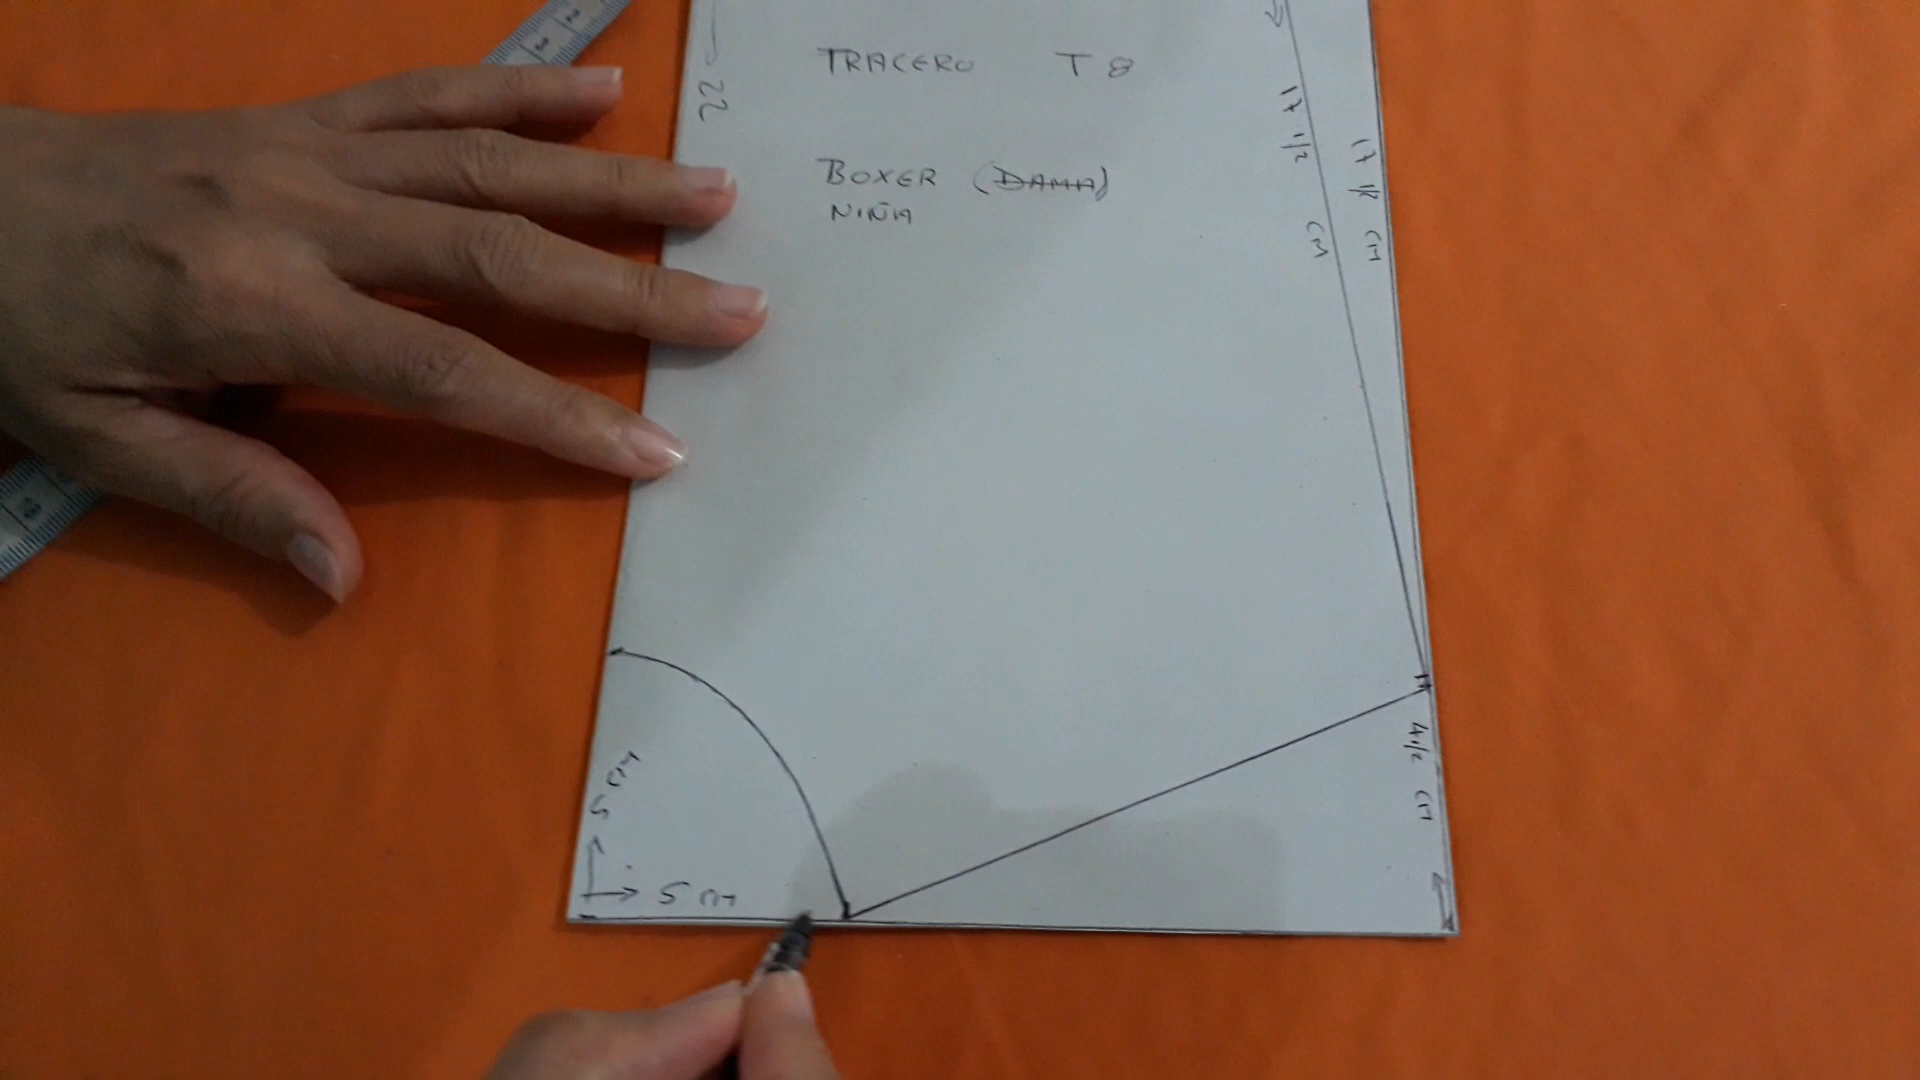 TRACERO T 8
22
BOXER (DAMA)
NIÑA
17 1/2 CM
17 1/2 CM
4 1/2 CM
5 cm
5 cm